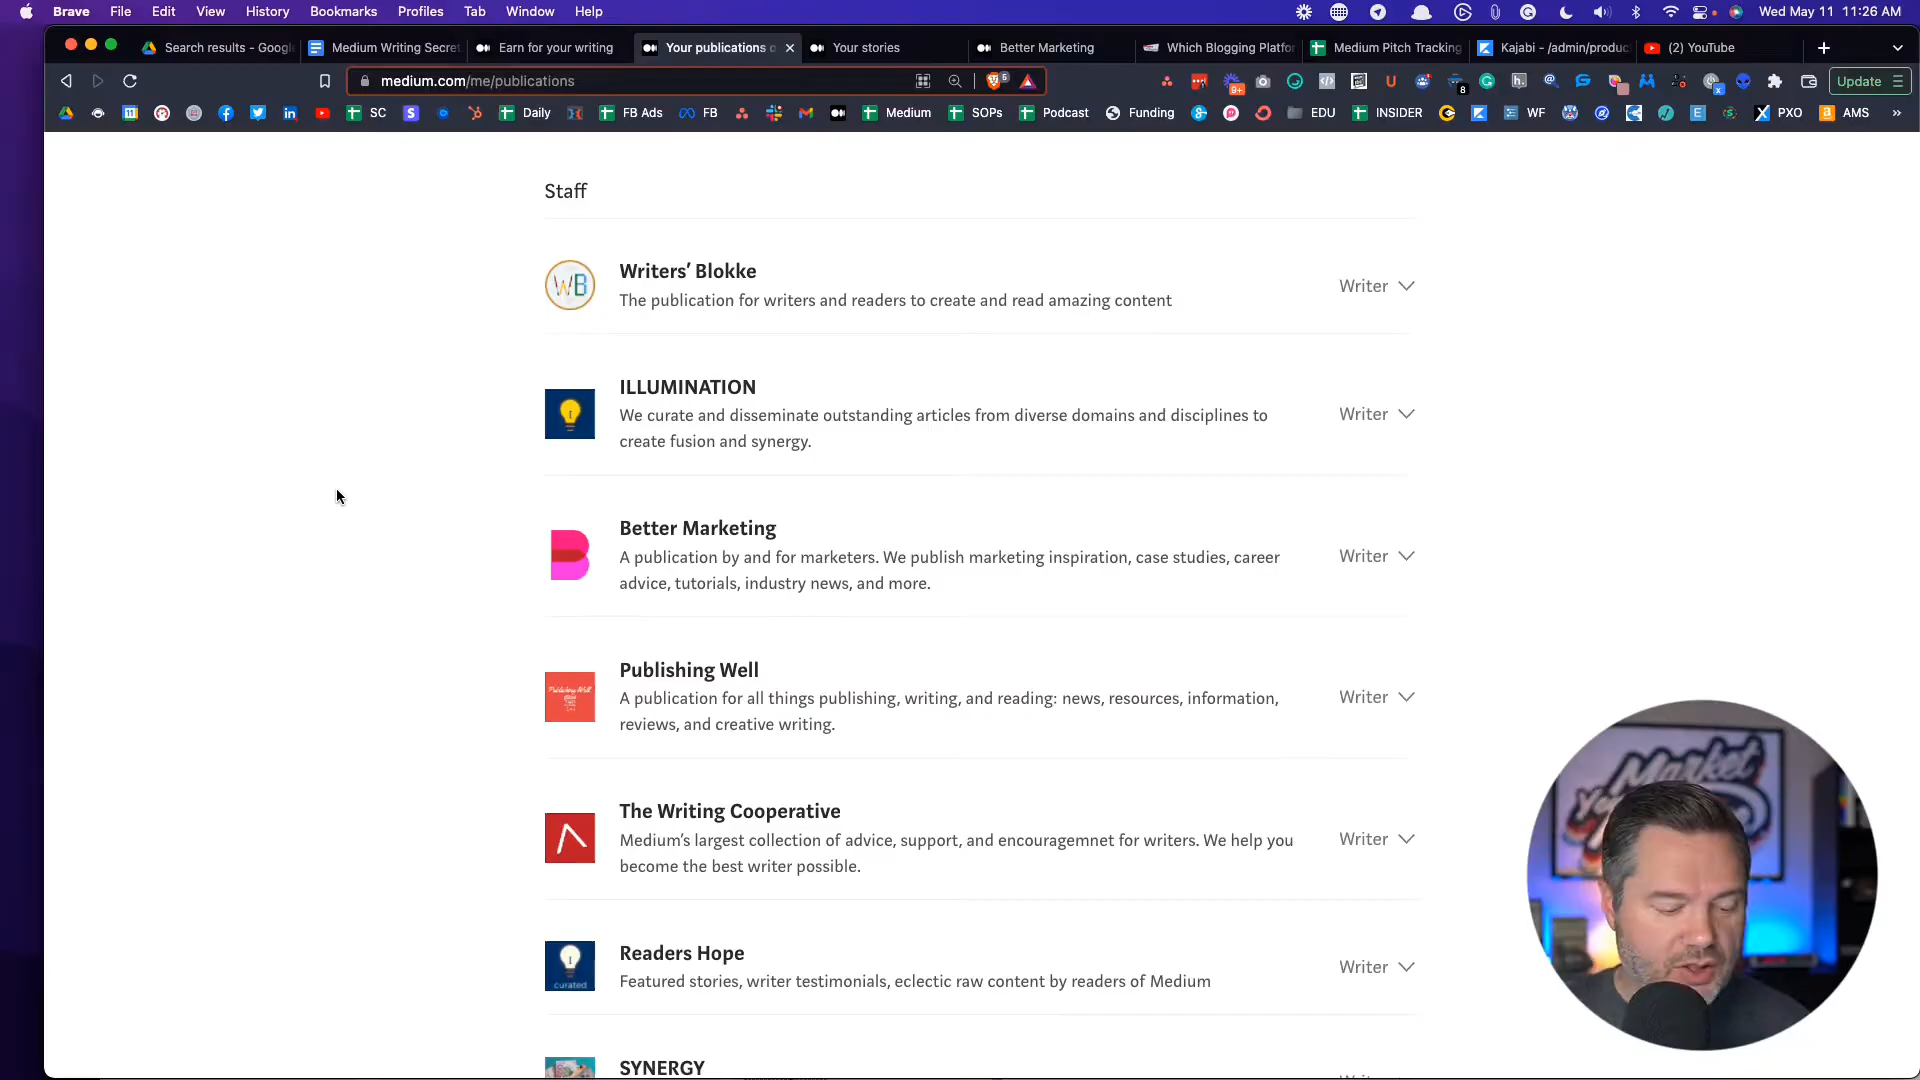 Brave File Edit View History Bookmarks Profiles Tab Window Help Wed May 11 11:26 AM
Search results - Google Medium Writing Secret Earn for your writing Your publications Your stories Better Marketing Which Blogging Platfo Medium Pitch Tracking Kajabi - /admin/produc (2) YouTube
medium.com/me/publications Update
SC Daily FB Ads FB Medium SOPs Podcast Funding EDU INSIDER WF PXO AMS
Staff
Writers' Blokke
The publication for writers and readers to create and read amazing content
Writer
ILLUMINATION
We curate and disseminate outstanding articles from diverse domains and disciplines to
create fusion and synergy.
Writer
Better Marketing
A publication by and for marketers. We publish marketing inspiration, case studies, career
advice, tutorials, industry news, and more.
Writer
Publishing Well
A publication for all things publishing, writing, and reading: news, resources, information,
reviews, and creative writing.
Writer
The Writing Cooperative
Medium's largest collection of advice, support, and encouragemnet for writers. We help you
become the best writer possible.
Writer
Readers Hope
Featured stories, writer testimonials, eclectic raw content by readers of Medium
Writer
curated
SYNERGY
Market